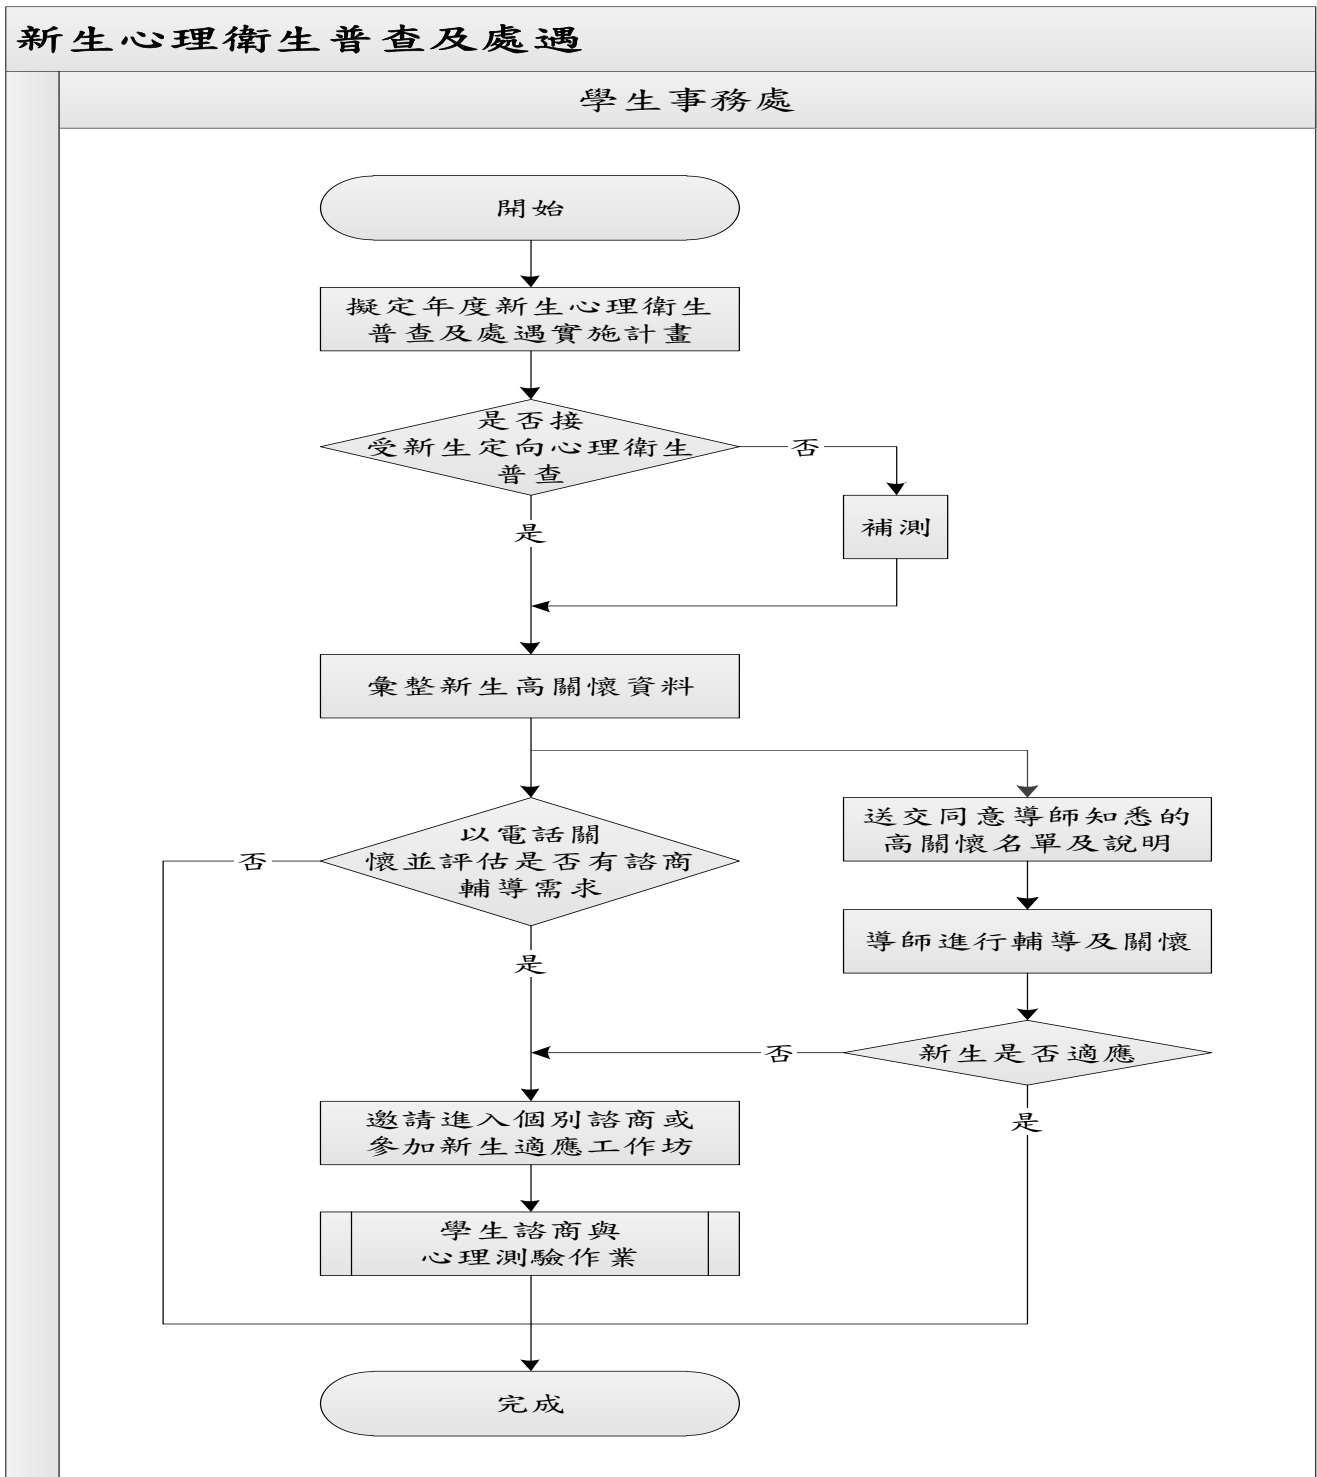 新生心理衛生普查及處遇
學生事務處
開始
擬定年度新生心理衛生
普查及處遇實施計畫
是否接
受新生定向心理衛生
普查
否
是
補測
彙整新生高關懷資料
以電話關
懷並評估是否有諮商
輔導需求
否
是
送交同意導師知悉的
高關懷名單及說明
導師進行輔導及關懷
新生是否適應
否
是
邀請進入個別諮商或
參加新生適應工作坊
學生諮商與
心理測驗作業
完成